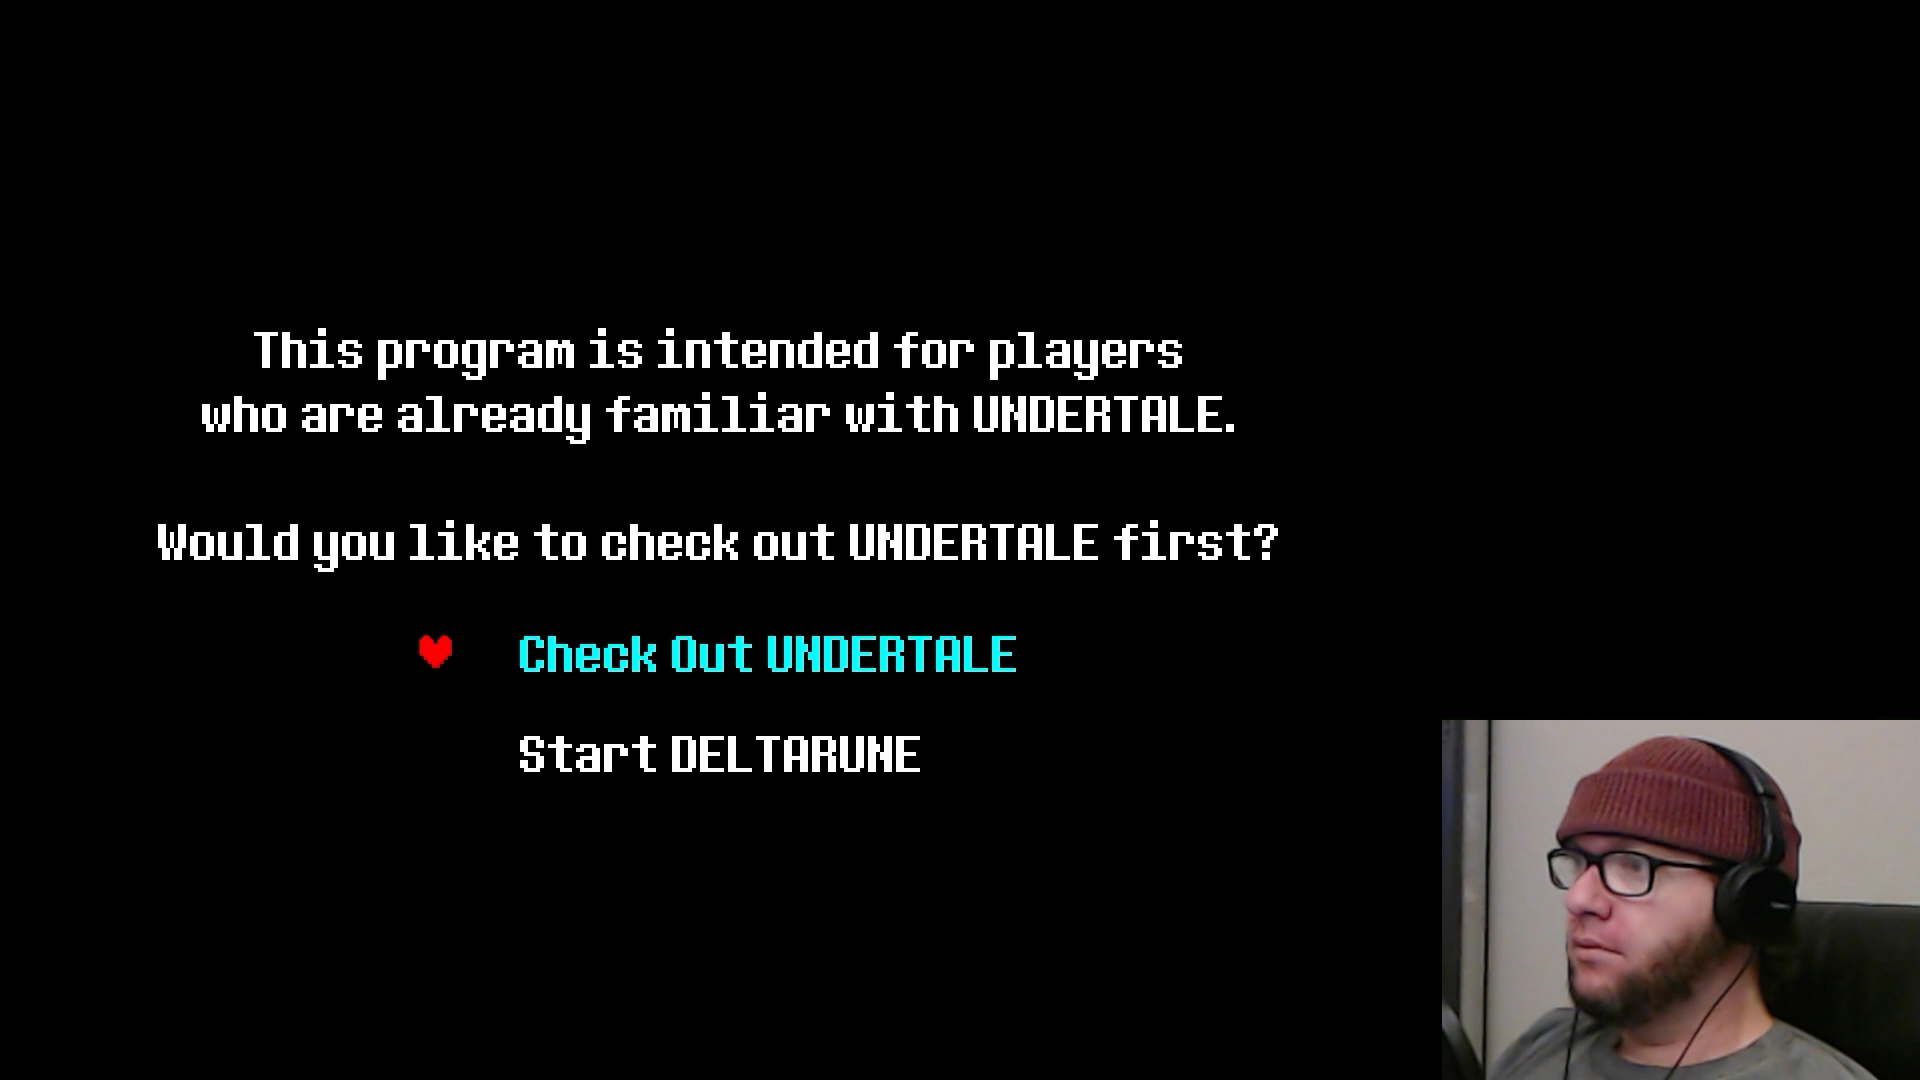 This program is intended for players
who are already familiar with UNDERTALE.
Would you like to check out UNDERTALE first?
Check Out UNDERTALE
Start DELTARUNE